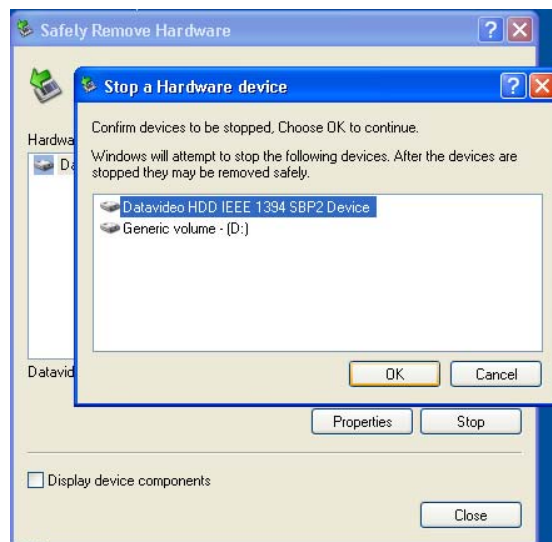 Safely Remove Hardware
Stop a Hardware device
Confirm devices to be stopped, Choose OK to continue.
Hardwa
Windows will attempt to stop the following devices. After the devices are
stopped they may be removed safely.
Da
Datavideo HDD IEEE 1394 SBP2 Device
Generic volume - (D:)
Datavid
OK Cancel
Properties Stop
Display device components
Close